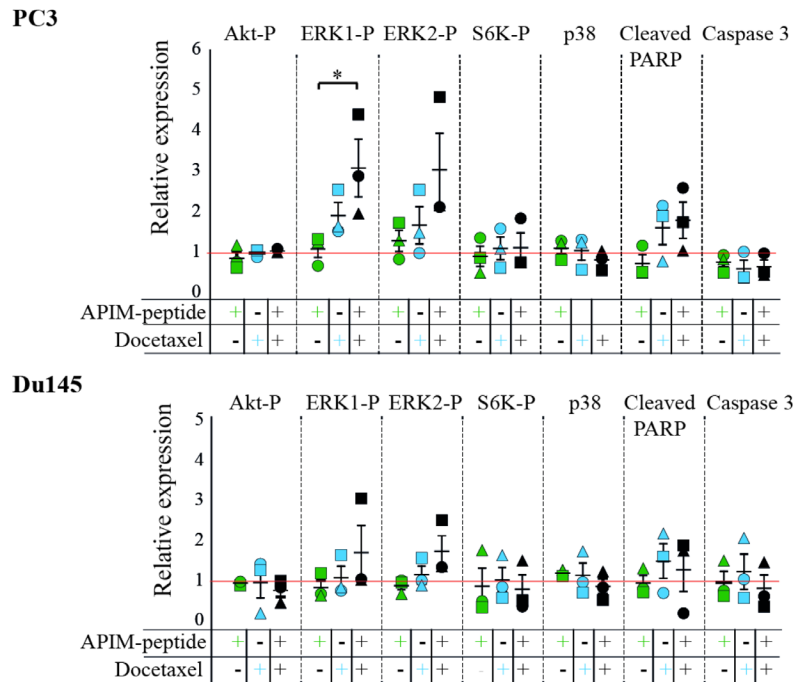 PC3
Akt-P ERK1-P ERK2-P S6K-P p38 Cleaved PARP Caspase 3
Relative expression
6
5
4
3
2
1
0
*
APIM-peptide + - + + - + + - + + - + + + - + + - +
Docetaxel - + + - + + - + + - + + - + + - + + - + +
Du145
Akt-P ERK1-P ERK2-P S6K-P p38 Cleaved PARP Caspase 3
Relative expression
5
4
3
2
1
0
APIM-peptide + - + + - + + - + + - + + - + + - + + - +
Docetaxel - + + - + + - + + - + + - + + - + + - + +